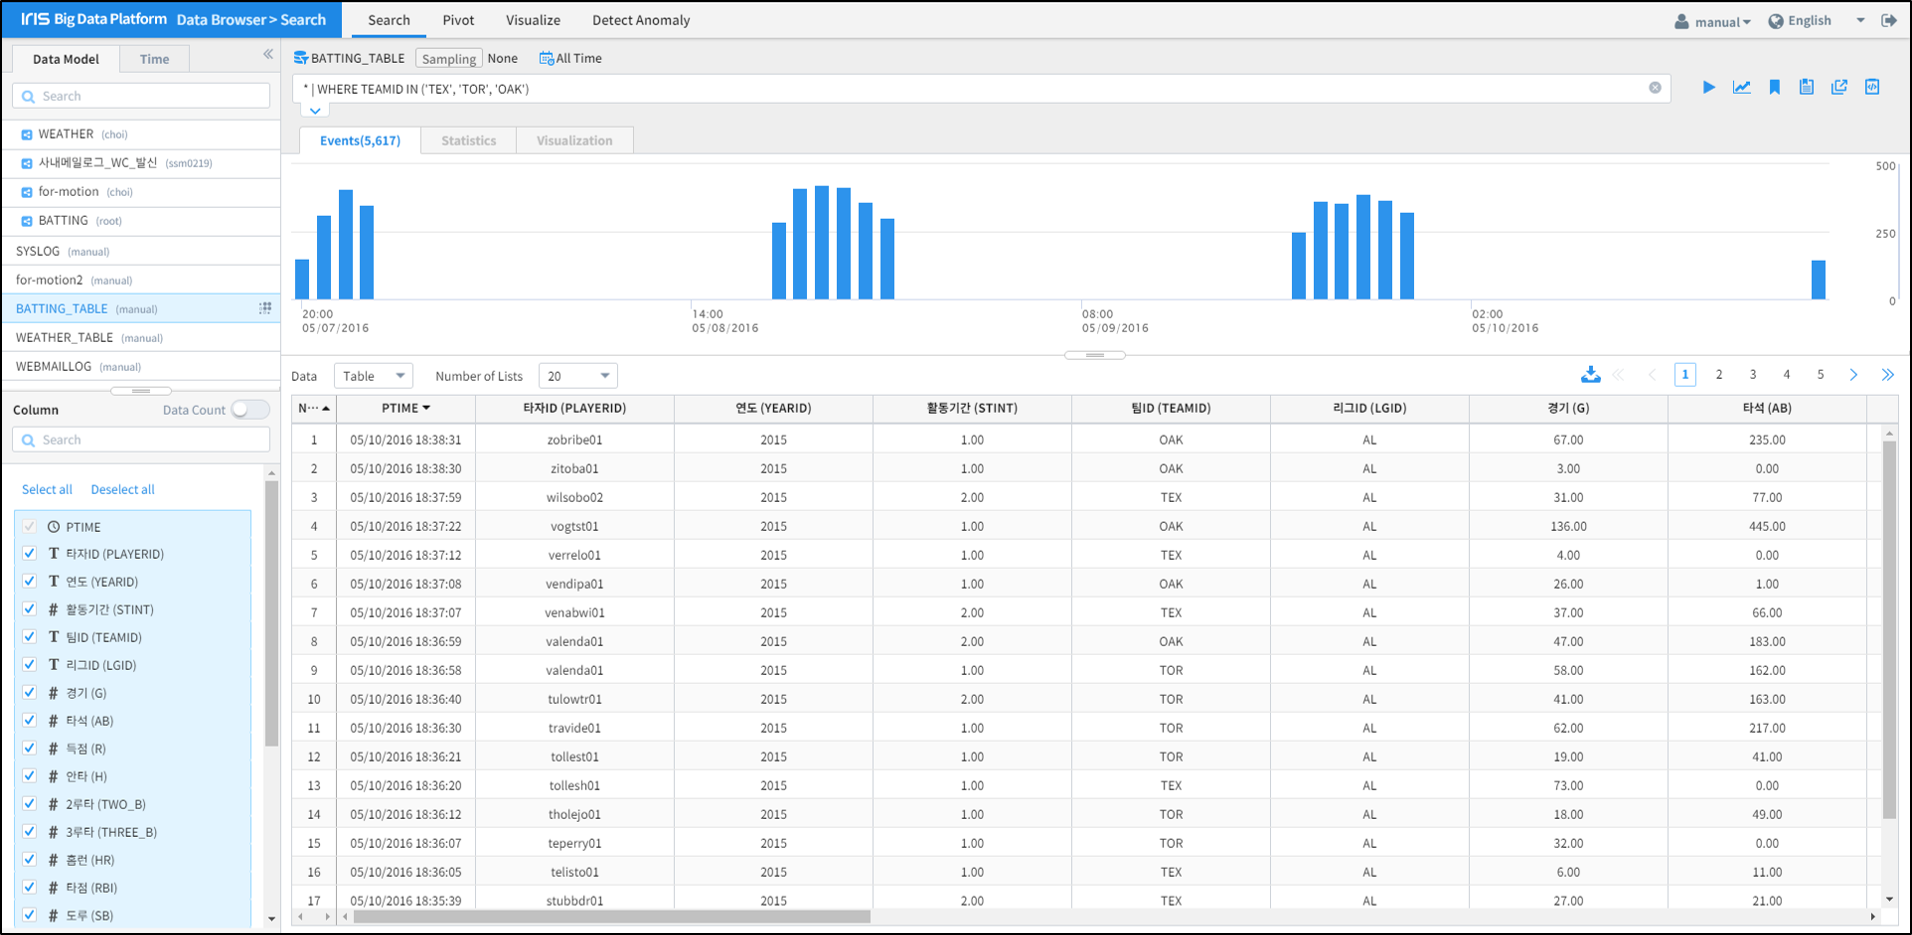 IRIS Big Data Platform Data Browser > Search Search Pivot Visualize Detect Anomaly manual English
Data Model Time
Search
WEATHER (choi)
사내메일로그_WC_발신 (ssm0219)
for-motion (choi)
BATTING (root)
SYSLOG (manual)
for-motion2 (manual)
BATTING_TABLE (manual)
WEATHER_TABLE (manual)
WEBMAILLOG (manual)
Column Data Count
Search
Select all Deselect all
PTIME
T 타자ID (PLAYERID)
T 연도 (YEARID)
# 활동기간 (STINT)
T 팀ID (TEAMID)
T 리그ID (LGID)
# 경기 (G)
# 타석 (AB)
# 득점 (R)
# 안타 (H)
# 2루타 (TWO_B)
# 3루타 (THREE_B)
# 홈런 (HR)
# 타점 (RBI)
# 도루 (SB)
BATTING_TABLE Sampling None All Time
* | WHERE TEAMID IN ('TEX', 'TOR', 'OAK')
Events(5,617) Statistics Visualization
500
250
0
20:00 14:00 08:00 02:00
05/07/2016 05/08/2016 05/09/2016 05/10/2016
Data Table Number of Lists 20 1 2 3 4 5
N⋯ PTIME 타자ID (PLAYERID) 연도 (YEARID) 활동기간 (STINT) 팀ID (TEAMID) 리그ID (LGID) 경기 (G) 타석 (AB)
1 05/10/2016 18:38:31 zobribe01 2015 1.00 OAK AL 67.00 235.00
2 05/10/2016 18:38:30 zitoba01 2015 1.00 OAK AL 3.00 0.00
3 05/10/2016 18:37:59 wilsobo02 2015 2.00 TEX AL 31.00 77.00
4 05/10/2016 18:37:22 vogtst01 2015 1.00 OAK AL 136.00 445.00
5 05/10/2016 18:37:12 verrelo01 2015 1.00 TEX AL 4.00 0.00
6 05/10/2016 18:37:08 vendipa01 2015 1.00 OAK AL 26.00 1.00
7 05/10/2016 18:37:07 venabwi01 2015 2.00 TEX AL 37.00 66.00
8 05/10/2016 18:36:59 valenda01 2015 2.00 OAK AL 47.00 183.00
9 05/10/2016 18:36:58 valenda01 2015 1.00 TOR AL 58.00 162.00
10 05/10/2016 18:36:40 tulowtr01 2015 2.00 TOR AL 41.00 163.00
11 05/10/2016 18:36:30 travide01 2015 1.00 TOR AL 62.00 217.00
12 05/10/2016 18:36:21 tollest01 2015 1.00 TOR AL 19.00 41.00
13 05/10/2016 18:36:20 tollesh01 2015 1.00 TEX AL 73.00 0.00
14 05/10/2016 18:36:12 tholejo01 2015 1.00 TOR AL 18.00 49.00
15 05/10/2016 18:36:07 teperry01 2015 1.00 TOR AL 32.00 0.00
16 05/10/2016 18:36:05 telisto01 2015 1.00 TEX AL 6.00 11.00
17 05/10/2016 18:35:39 stubbdr01 2015 2.00 TEX AL 27.00 21.00